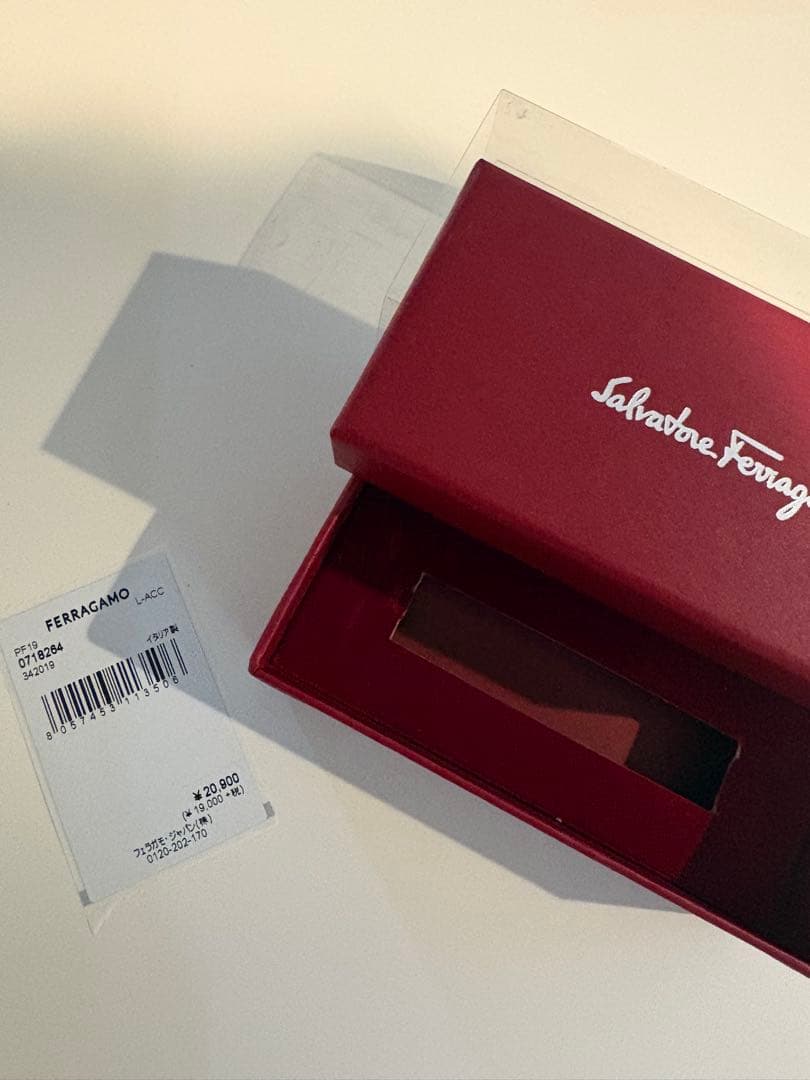 Salvatore Ferrag
FERRAGAMO L-ACC
PF19
0718264
イタリア製
342019
8057453113506
¥ 20,900
(¥ 19,000 +税)
フェラガモ・ジャパン(株)
0120-202-170